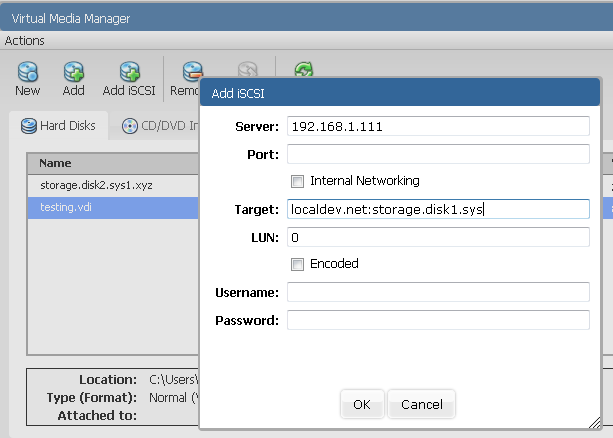 Virtual Media Manager
Actions
New Add Add iSCSI
Hard Disks CD/DVD
Name
storage.disk2.sys1.xyz
testing.vdi
Location: C:\Users\
Type (Format): Normal
Attached to:
Add iSCSI
Server: 192.168.1.111
Port:
Internal Networking
Target: localdev.net:storage.disk1.sys
LUN: 0
Encoded
Username:
Password:
OK Cancel